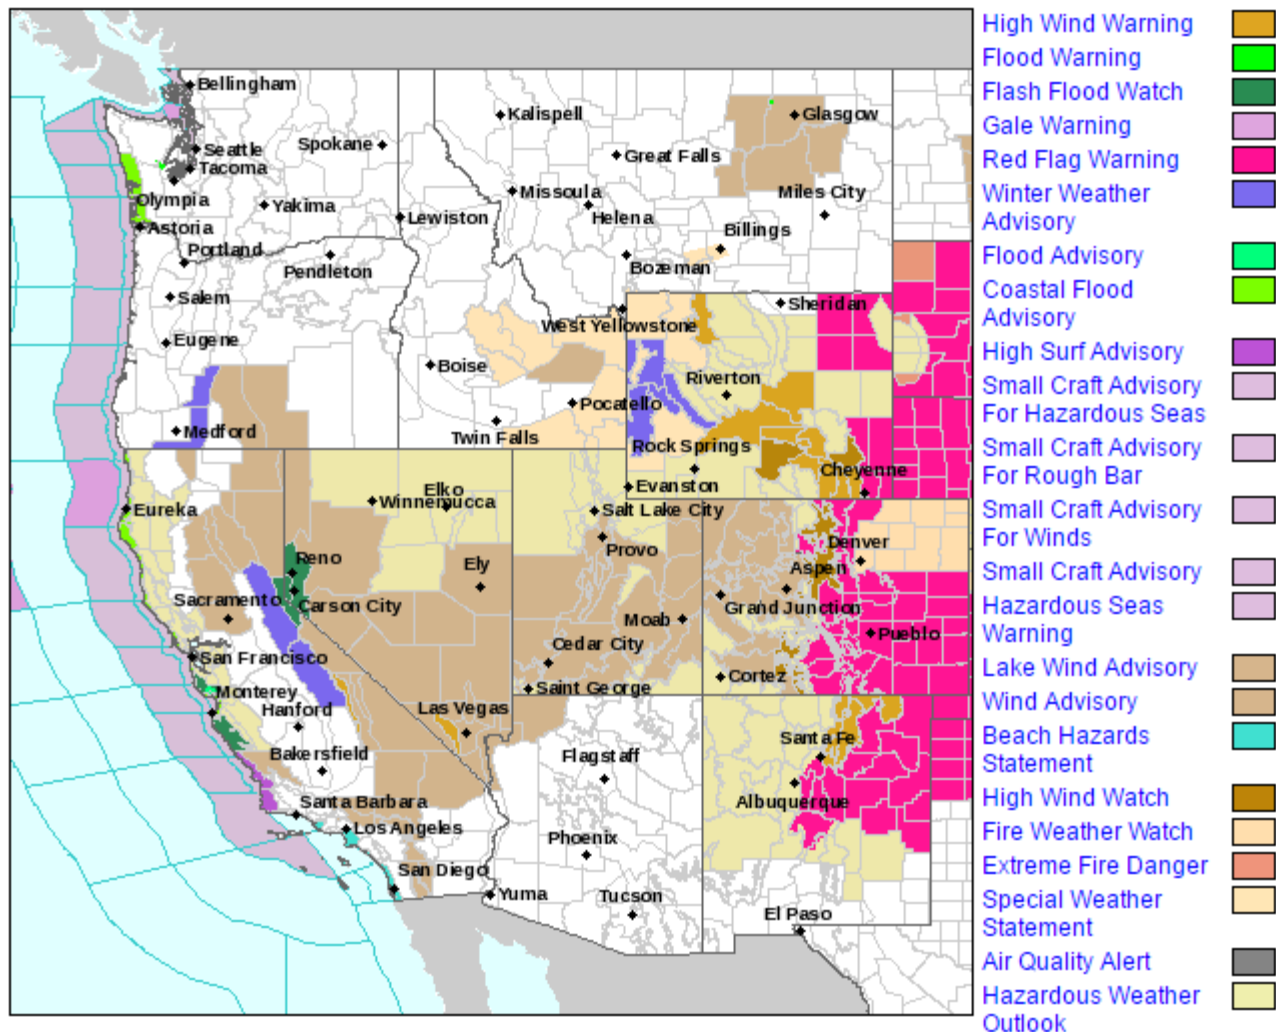 Bellingham
Seattle
Tacoma
Spokane
Olympia
Yakima
Astoria
Portland
Pendleton
Salem
Eugene
Medford
Kalispell
Great Falls
Glasgow
Missoula
Helena
Miles City
Lewiston
Billings
Bozeman
West Yellowstone
Sheridan
Boise
Pocatello
Twin Falls
Riverton
Rock Springs
Cheyenne
Evanston
Eureka
Elko
Winnemucca
Salt Lake City
Reno
Ely
Provo
Denver
Aspen
Sacramento
Carson City
Grand Junction
Moab
Pueblo
San Francisco
Cedar City
Cortez
Monterey
Saint George
Hanford
Las Vegas
Bakersfield
Flagstaff
Santa Fe
Albuquerque
Santa Barbara
Los Angeles
Phoenix
San Diego
Yuma
Tucson
El Paso
High Wind Warning
Flood Warning
Flash Flood Watch
Gale Warning
Red Flag Warning
Winter Weather
Advisory
Flood Advisory
Coastal Flood
Advisory
High Surf Advisory
Small Craft Advisory
For Hazardous Seas
Small Craft Advisory
For Rough Bar
Small Craft Advisory
For Winds
Small Craft Advisory
Hazardous Seas
Warning
Lake Wind Advisory
Wind Advisory
Beach Hazards
Statement
High Wind Watch
Fire Weather Watch
Extreme Fire Danger
Special Weather
Statement
Air Quality Alert
Hazardous Weather
Outlook